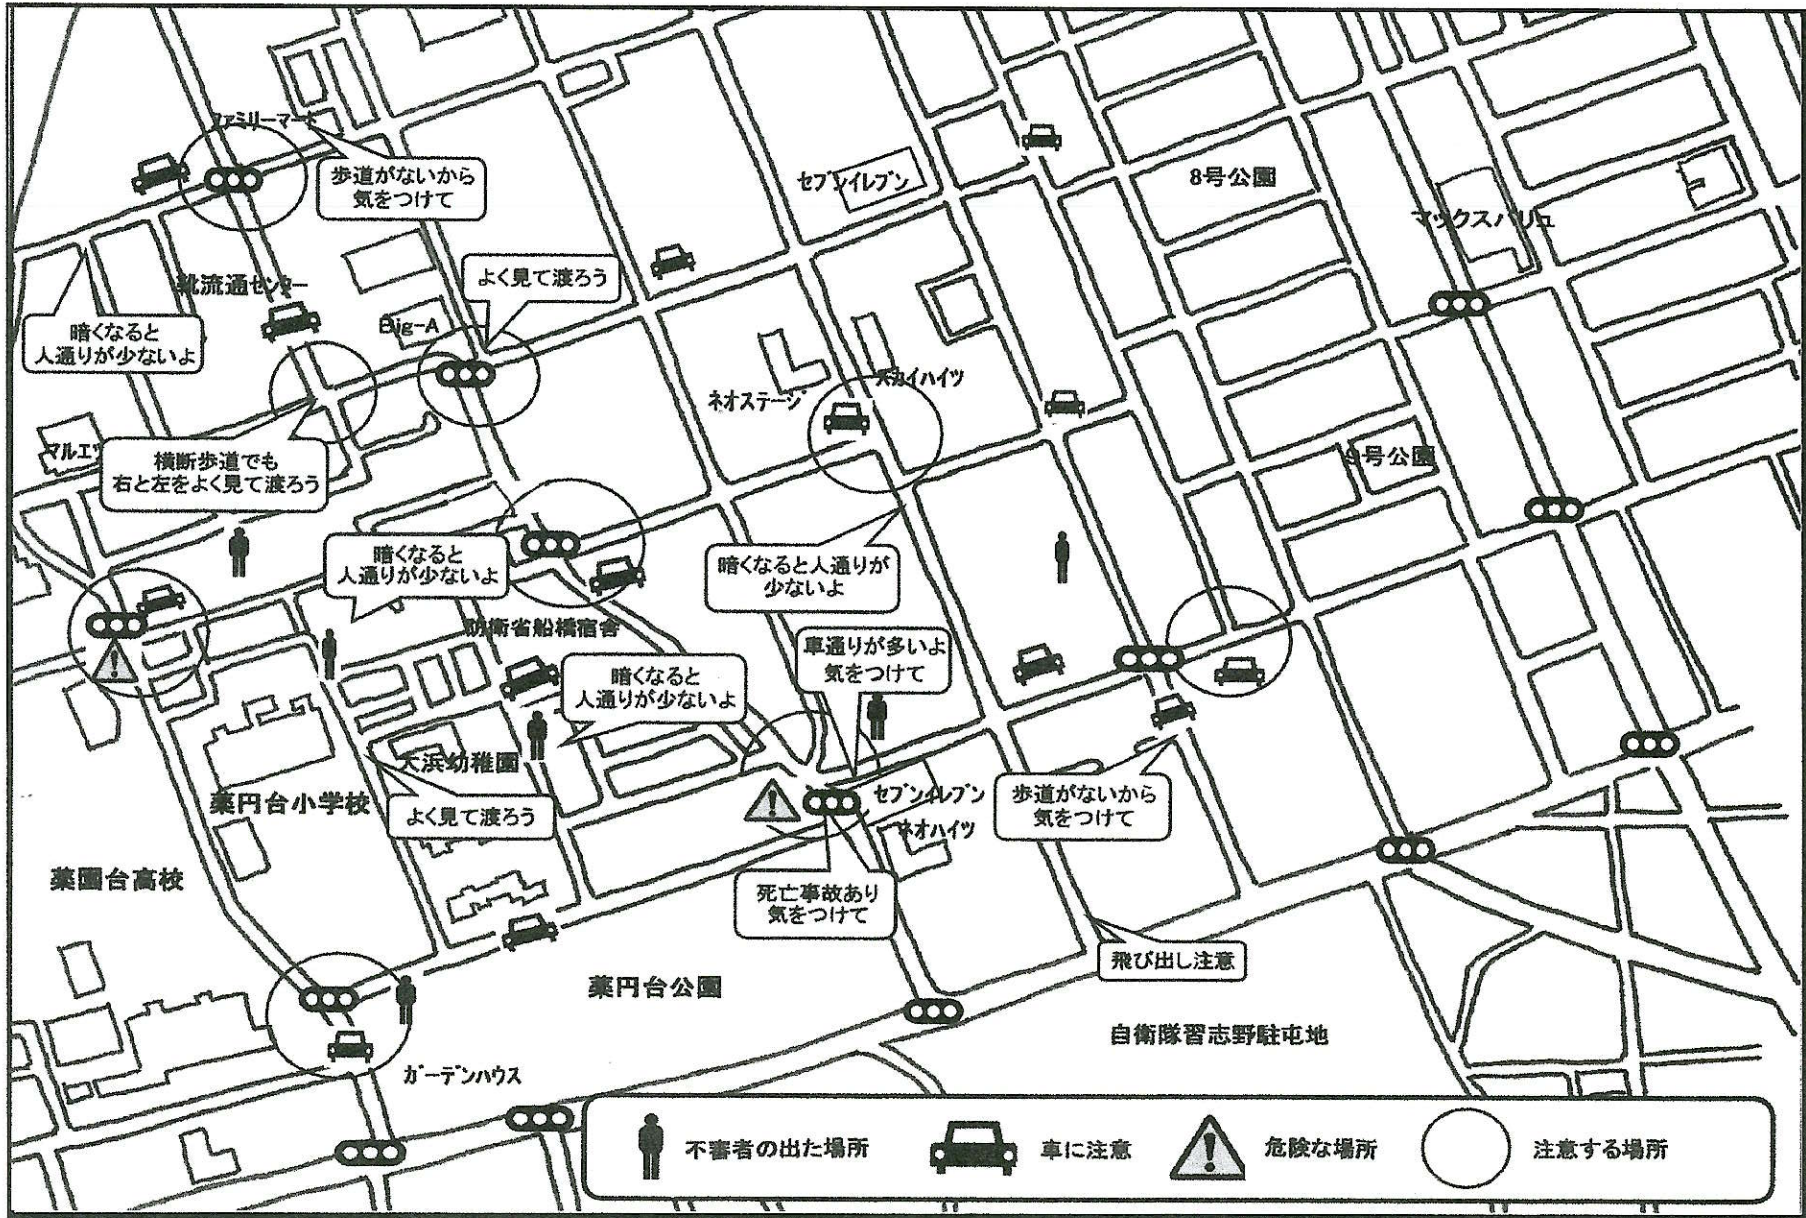 ファミリーマート
歩道がないから
気をつけて
セブンイレブン
8号公園
マックスバリュ
靴流通センター
よく見て渡ろう
暗くなると
人通りが少ないよ
Big-A
ネオステージ
スカイハイツ
マルエツ
横断歩道でも
右と左をよく見て渡ろう
9号公園
暗くなると
人通りが少ないよ
暗くなると人通りが
少ないよ
防衛省船橋宿舎
車通りが多いよ
気をつけて
暗くなると
人通りが少ないよ
大浜幼稚園
薬円台小学校
よく見て渡ろう
セブンイレブン
ネオハイツ
歩道がないから
気をつけて
薬園台高校
死亡事故あり
気をつけて
飛び出し注意
薬円台公園
自衛隊習志野駐屯地
ガーデンハウス
不審者の出た場所
車に注意
危険な場所
注意する場所